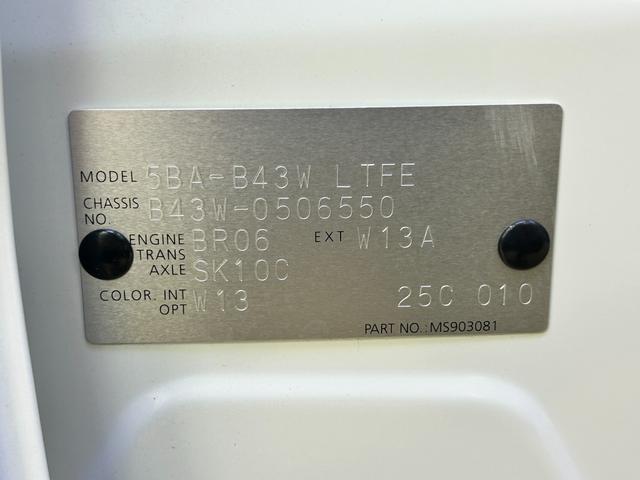 MODEL 5BA-B43W LTFE
CHASSIS NO. B43W-0506550
ENGINE BR06 EXT W13A
TRANS AXLE SK10C
COLOR. INT OPT W13 25C 010
PART NO.:MS903081